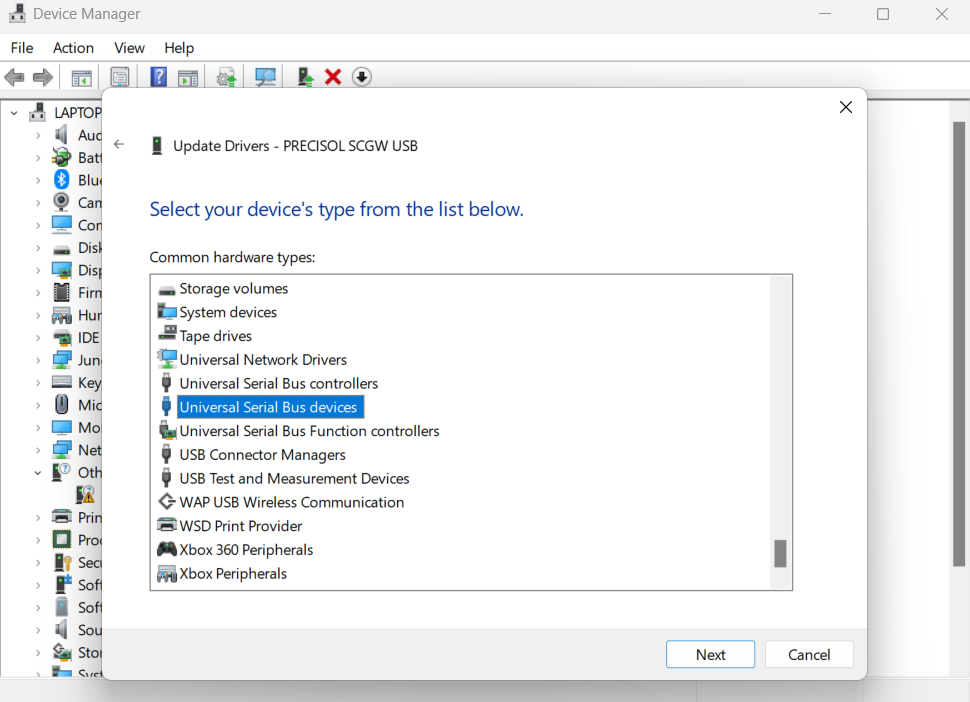 Device Manager
File Action View Help
LAPTOP
Aud
Batt
Blue
Cam
Com
Disk
Disp
Firm
Hum
IDE
Juni
Key
Mic
Mo
Net
Oth
Prin
Proc
Secu
Soft
Soft
Sou
Stor
Syst
Update Drivers - PRECISOL SCGW USB
Select your device's type from the list below.
Common hardware types:
Storage volumes
System devices
Tape drives
Universal Network Drivers
Universal Serial Bus controllers
Universal Serial Bus devices
Universal Serial Bus Function controllers
USB Connector Managers
USB Test and Measurement Devices
WAP USB Wireless Communication
WSD Print Provider
Xbox 360 Peripherals
Xbox Peripherals
Next Cancel